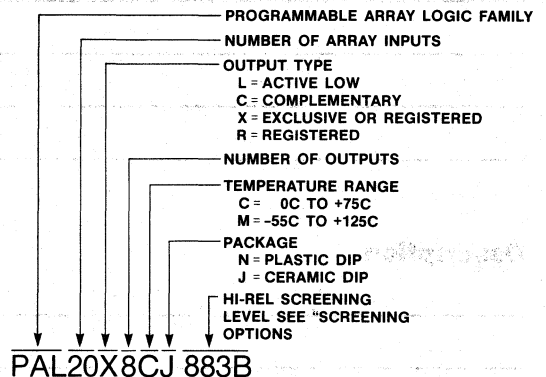 PROGRAMMABLE ARRAY LOGIC FAMILY
NUMBER OF ARRAY INPUTS
OUTPUT TYPE
L = ACTIVE LOW
C = COMPLEMENTARY
X = EXCLUSIVE OR REGISTERED
R = REGISTERED
NUMBER OF OUTPUTS
TEMPERATURE RANGE
C = 0C TO +75C
M = -55C TO +125C
PACKAGE
N = PLASTIC DIP
J = CERAMIC DIP
HI-REL SCREENING
LEVEL SEE "SCREENING
OPTIONS
PAL20X8CJ 883B